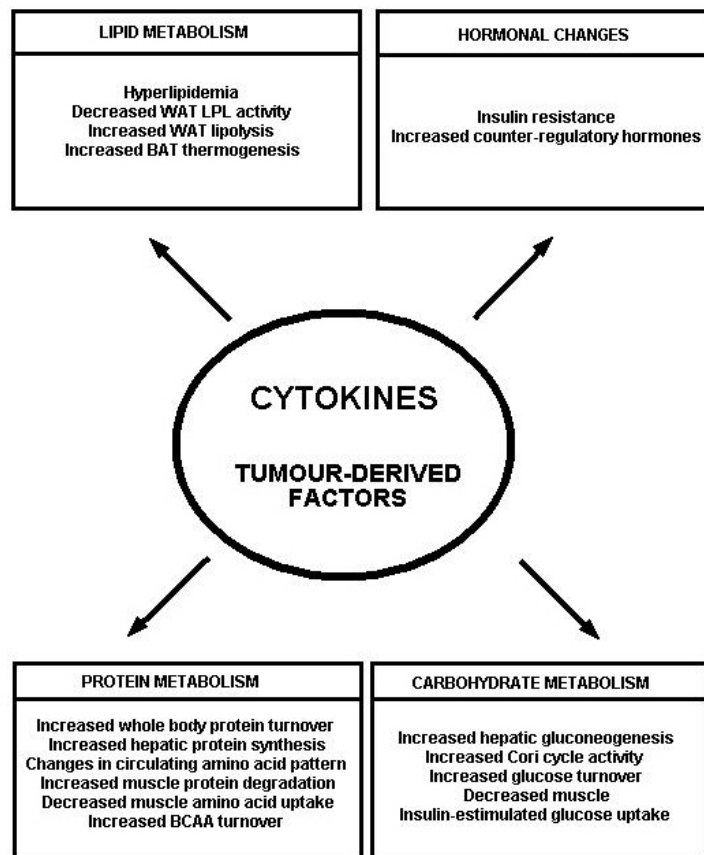 LIPID METABOLISM
Hyperlipidemia
Decreased WAT LPL activity
Increased WAT lipolysis
Increased BAT thermogenesis
HORMONAL CHANGES
Insulin resistance
Increased counter-regulatory hormones
CYTOKINES
TUMOUR-DERIVED
FACTORS
PROTEIN METABOLISM
Increased whole body protein turnover
Increased hepatic protein synthesis
Changes in circulating amino acid pattern
Increased muscle protein degradation
Decreased muscle amino acid uptake
Increased BCAA turnover
CARBOHYDRATE METABOLISM
Increased hepatic gluconeogenesis
Increased Cori cycle activity
Increased glucose turnover
Decreased muscle
Insulin-estimulated glucose uptake